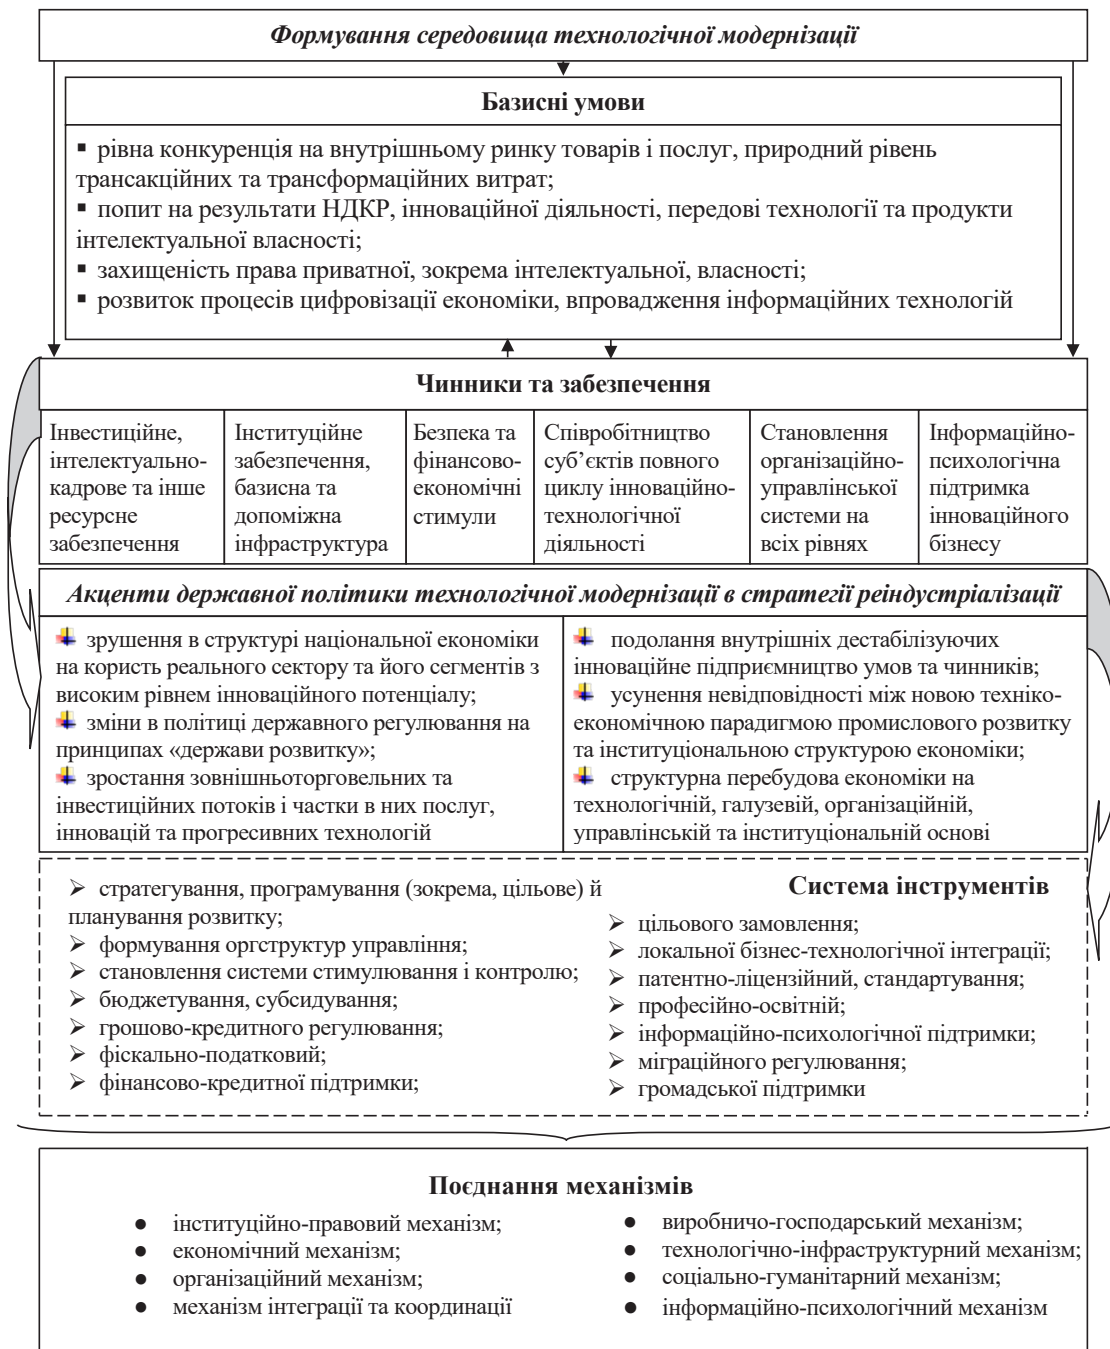 Формування середовища технологічної модернізації
Базисні умови
▪ рівна конкуренція на внутрішньому ринку товарів і послуг, природний рівень
трансакційних та трансформаційних витрат;
▪ попит на результати НДКР, інноваційної діяльності, передові технології та продукти
інтелектуальної власності;
▪ захищеність права приватної, зокрема інтелектуальної, власності;
▪ розвиток процесів цифровізації економіки, впровадження інформаційних технологій
Чинники та забезпечення
Інвестиційне,
інтелектуально-
кадрове та інше
ресурсне
забезпечення
Інституційне
забезпечення,
базисна та
допоміжна
інфраструктура
Безпека та
фінансово-
економічні
стимули
Співробітництво
суб’єктів повного
циклу інноваційно-
технологічної
діяльності
Становлення
організаційно-
управлінської
системи на
всіх рівнях
Інформаційно-
психологічна
підтримка
інноваційного
бізнесу
Акценти державної політики технологічної модернізації в стратегії реіндустріалізації
зрушення в структурі національної економіки
на користь реального сектору та його сегментів з
високим рівнем інноваційного потенціалу;
зміни в політиці державного регулювання на
принципах «держави розвитку»;
зростання зовнішньоторговельних та
інвестиційних потоків і частки в них послуг,
інновацій та прогресивних технологій
подолання внутрішніх дестабілізуючих
інноваційне підприємництво умов та чинників;
усунення невідповідності між новою техніко-
економічною парадигмою промислового розвитку
та інституціональною структурою економіки;
структурна перебудова економіки на
технологічній, галузевій, організаційній,
управлінській та інституціональній основі
Система інструментів
➢ стратегування, програмування (зокрема, цільове) й
планування розвитку;
➢ формування оргструктур управління;
➢ становлення системи стимулювання і контролю;
➢ бюджетування, субсидування;
➢ грошово-кредитного регулювання;
➢ фіскально-податковий;
➢ фінансово-кредитної підтримки;
➢ цільового замовлення;
➢ локальної бізнес-технологічної інтеграції;
➢ патентно-ліцензійний, стандартування;
➢ професійно-освітній;
➢ інформаційно-психологічної підтримки;
➢ міграційного регулювання;
➢ громадської підтримки
Поєднання механізмів
● інституційно-правовий механізм;
● економічний механізм;
● організаційний механізм;
● механізм інтеграції та координації
● виробничо-господарський механізм;
● технологічно-інфраструктурний механізм;
● соціально-гуманітарний механізм;
● інформаційно-психологічний механізм